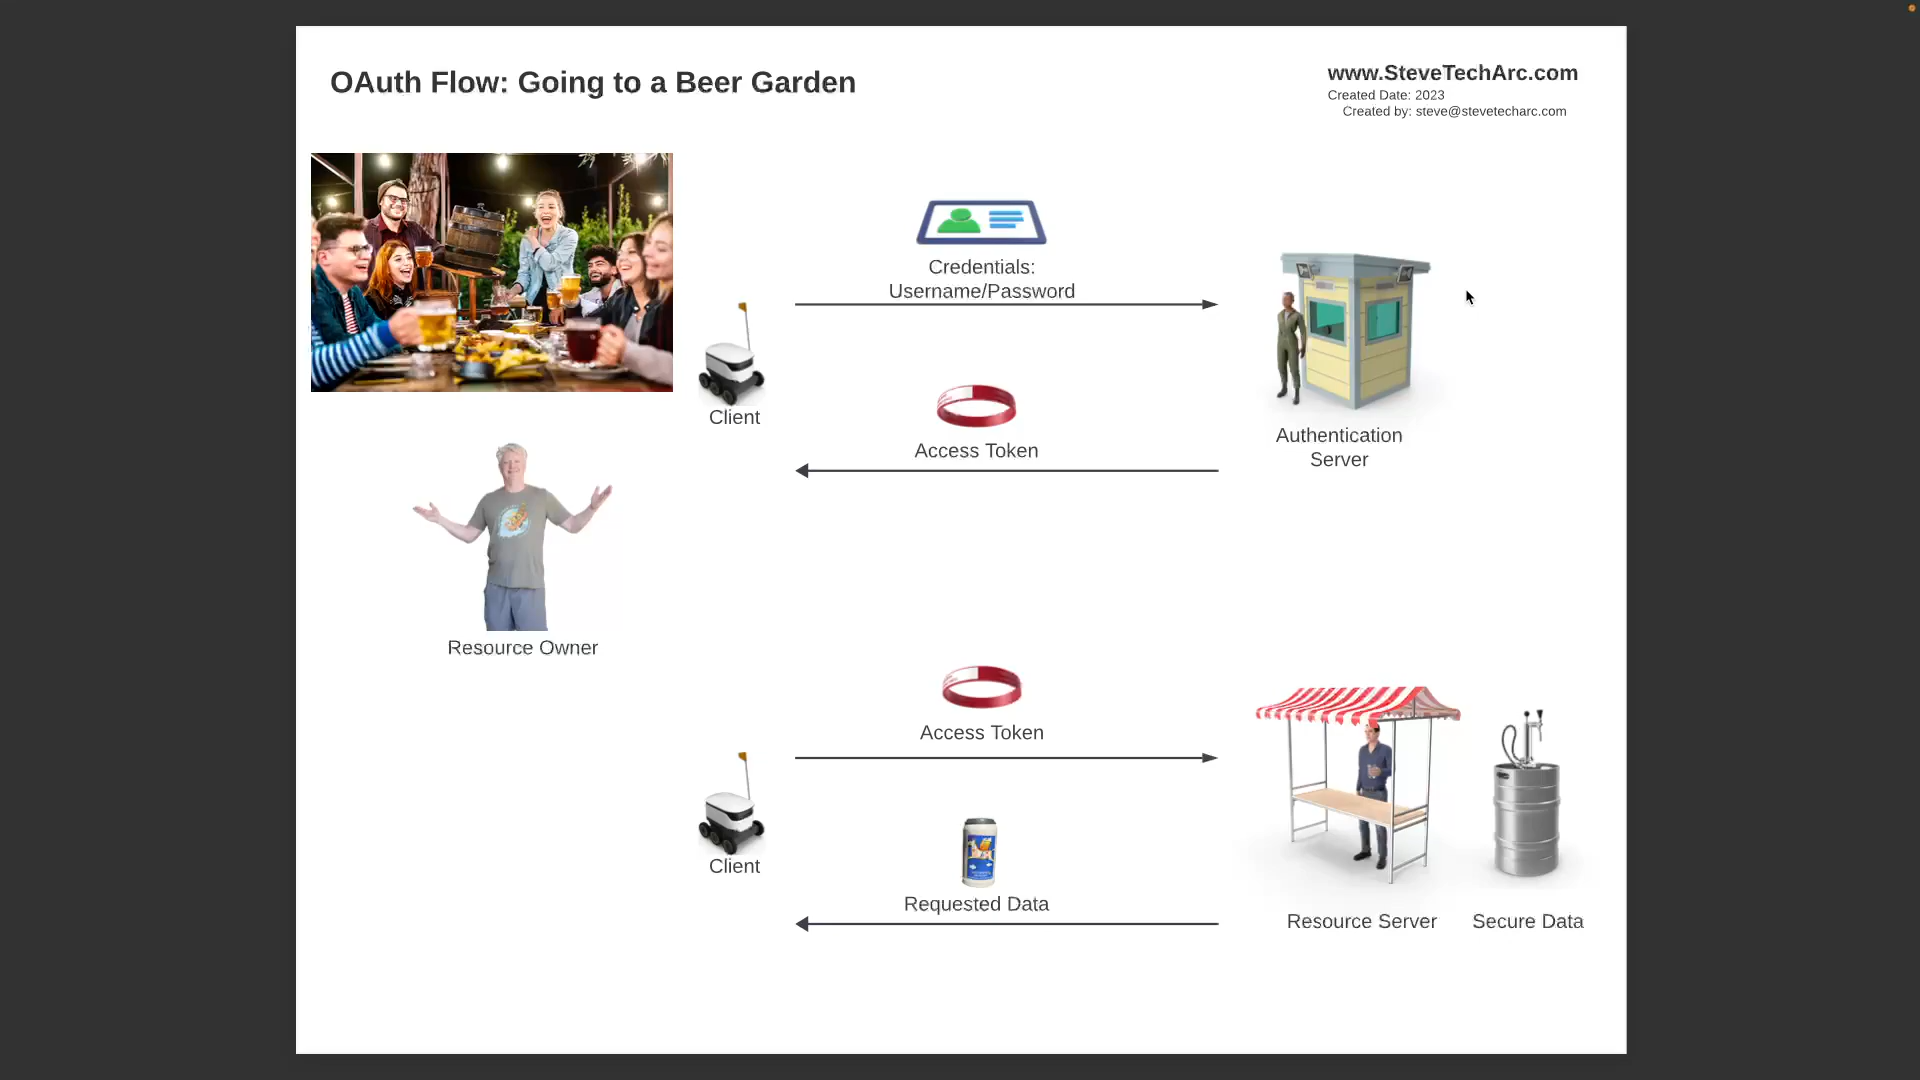 OAuth Flow: Going to a Beer Garden
www.SteveTechArc.com
Created Date: 2023
Created by: steve@stevetecharc.com
Credentials:
Username/Password
Client
Access Token
Authentication
Server
Resource Owner
Access Token
Client
Requested Data
Resource Server
Secure Data